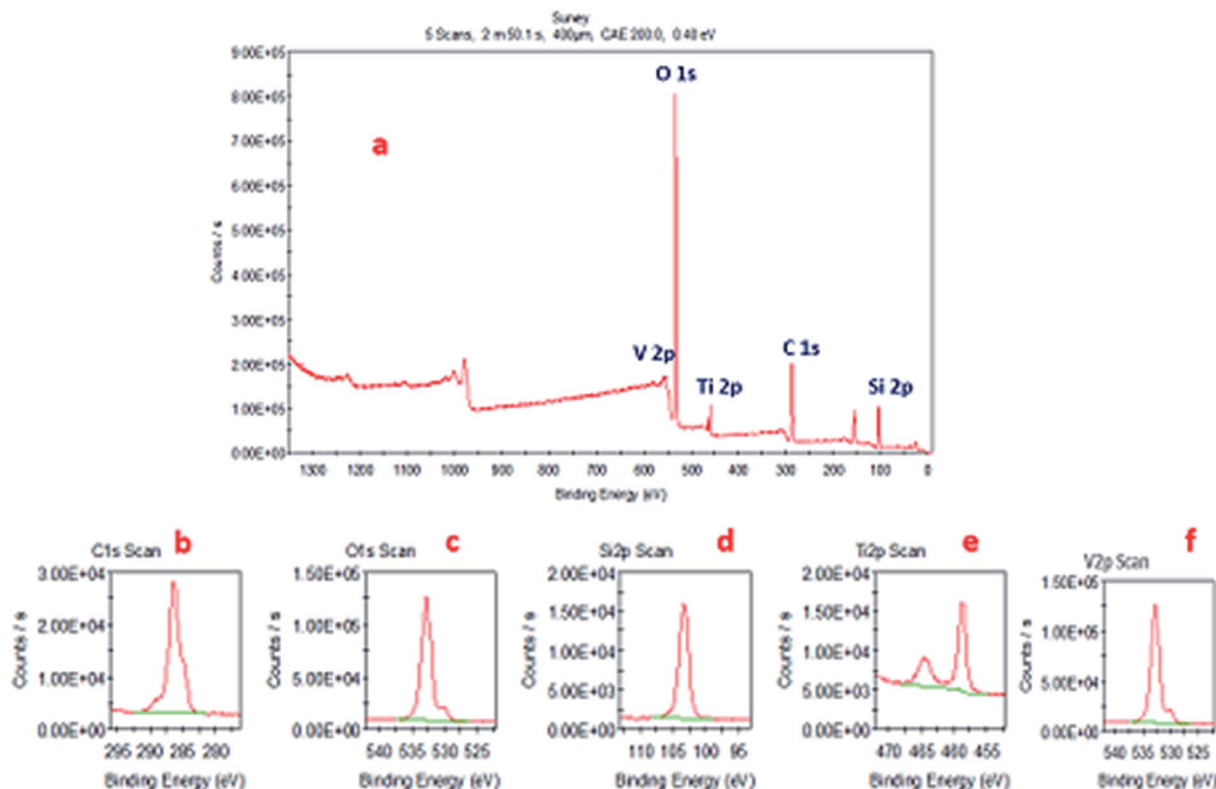 Survey
5 Scans, 2 m 50.1 s, 400µm, CAE 200.0, 0.40 eV
9.00E+05
8.00E+05
7.00E+05
6.00E+05
5.00E+05
4.00E+05
3.00E+05
2.00E+05
1.00E+05
0.00E+00
Counts / s
a
O 1s
V 2p
Ti 2p
C 1s
Si 2p
1300 1200 1100 1000 900 800 700 600 500 400 300 200 100 0
Binding Energy (eV)
C1s Scan
b
3.00E+04
2.00E+04
1.00E+04
0.00E+00
Counts / s
295 290 285 280
Binding Energy (eV)
O1s Scan
c
1.50E+05
1.00E+05
5.00E+04
0.00E+00
Counts / s
540 535 530 525
Binding Energy (eV)
Si2p Scan
d
2.00E+04
1.50E+04
1.00E+04
5.00E+03
0.00E+00
Counts / s
110 105 100 95
Binding Energy (eV)
Ti2p Scan
e
2.00E+04
1.50E+04
1.00E+04
5.00E+03
0.00E+00
Counts / s
470 465 460 455
Binding Energy (eV)
V2p Scan
f
1.50E+05
1.00E+05
5.00E+04
0.00E+00
Counts / s
540 535 530 525
Binding Energy (eV)